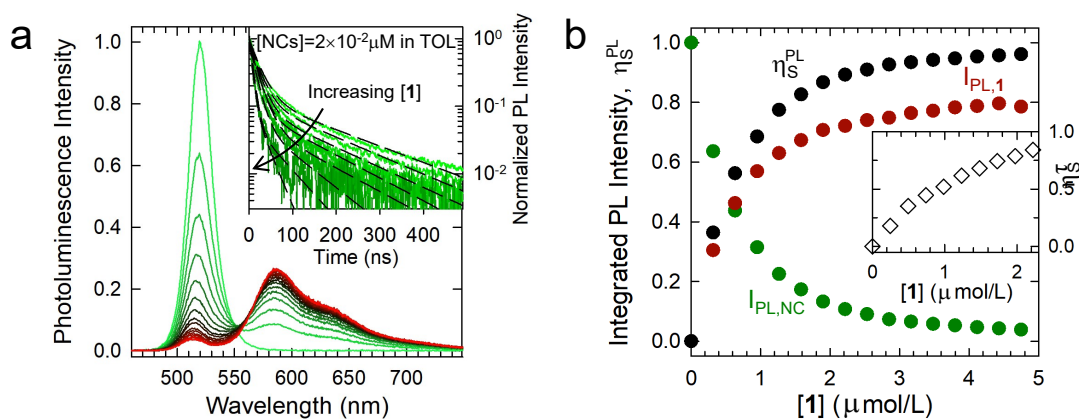 a
Photoluminescence Intensity
1.0
0.8
0.6
0.4
0.2
0.0
500 550 600 650 700
Wavelength (nm)
[NCs]=2×10⁻²μM in TOL
Increasing [1]
10⁰
10⁻¹
10⁻²
Normalized PL Intensity
0 100 200 300 400
Time (ns)
b
Integrated PL Intensity, η_S^PL
1.0
0.8
0.6
0.4
0.2
0.0
η_S^PL
I_PL,1
I_PL,NC
0 1 2 3 4 5
[1] (μ mol/L)
1.0
0.5
0.0
η_S^τ
0 1 2
[1] (μ mol/L)